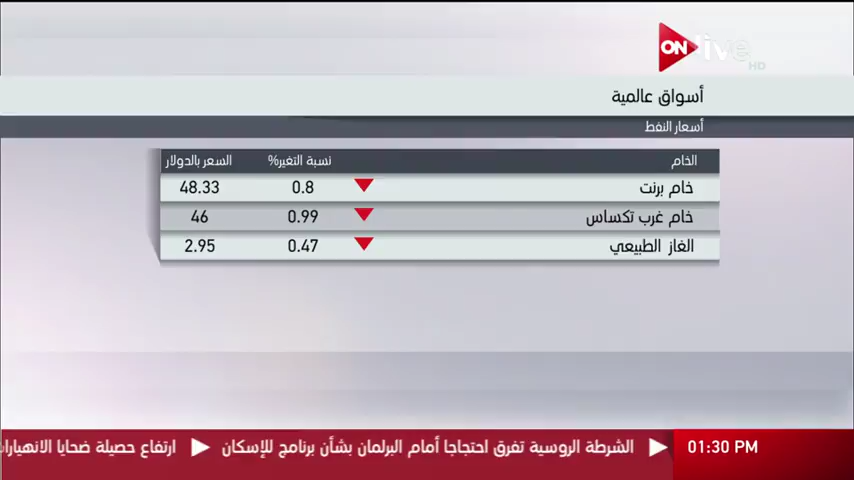 ON live
HD
أسواق عالمية
أسعار النفط
الخام نسبة التغير% السعر بالدولار
خام برنت 0.8 48.33
خام غرب تكساس 0.99 46
الغاز الطبيعي 0.47 2.95
01:30 PM الشرطة الروسية تفرق احتجاجا أمام البرلمان بشأن برنامج للإسكان ارتفاع حصيلة ضحايا الانهيارات